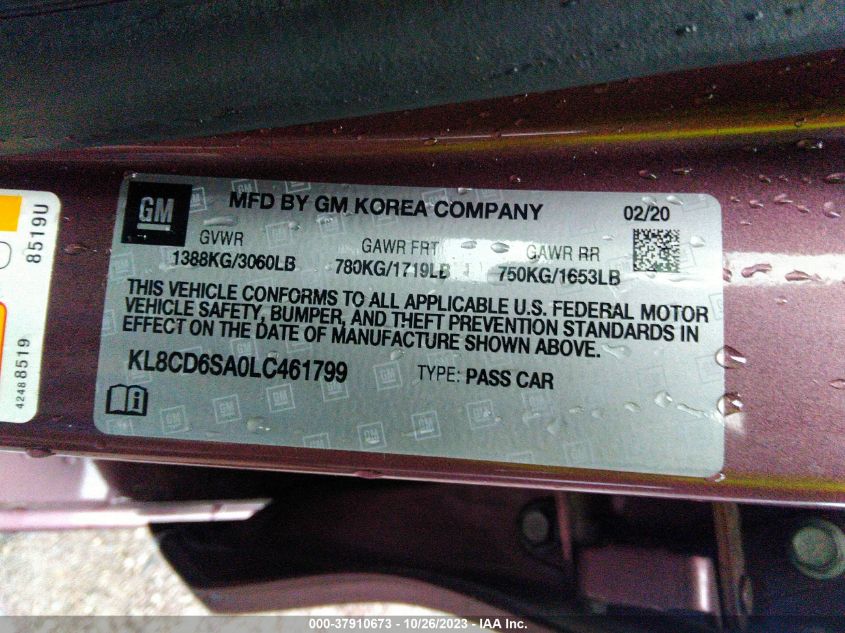 GM
MFD BY GM KOREA COMPANY 02/20
GVWR GAWR FRT GAWR RR
1388KG/3060LB 780KG/1719LB 750KG/1653LB
THIS VEHICLE CONFORMS TO ALL APPLICABLE U.S. FEDERAL MOTOR
VEHICLE SAFETY, BUMPER, AND THEFT PREVENTION STANDARDS IN
EFFECT ON THE DATE OF MANUFACTURE SHOWN ABOVE.
KL8CD6SA0LC461799 TYPE: PASS CAR
8519U
42488519
000-37910673 - 10/26/2023 - IAA Inc.